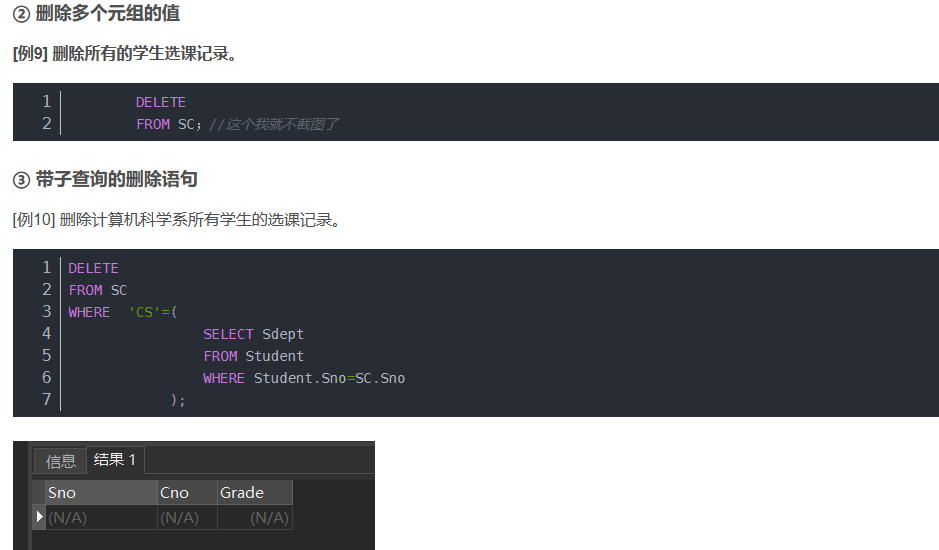 ② 删除多个元组的值
[例9] 删除所有的学生选课记录。
1 DELETE
2 FROM SC；//这个我就不截图了
③ 带子查询的删除语句
[例10] 删除计算机科学系所有学生的选课记录。
1 DELETE
2 FROM SC
3 WHERE 'CS'=(
4 SELECT Sdept
5 FROM Student
6 WHERE Student.Sno=SC.Sno
7 );
信息 结果 1
Sno Cno Grade
(N/A) (N/A) (N/A)